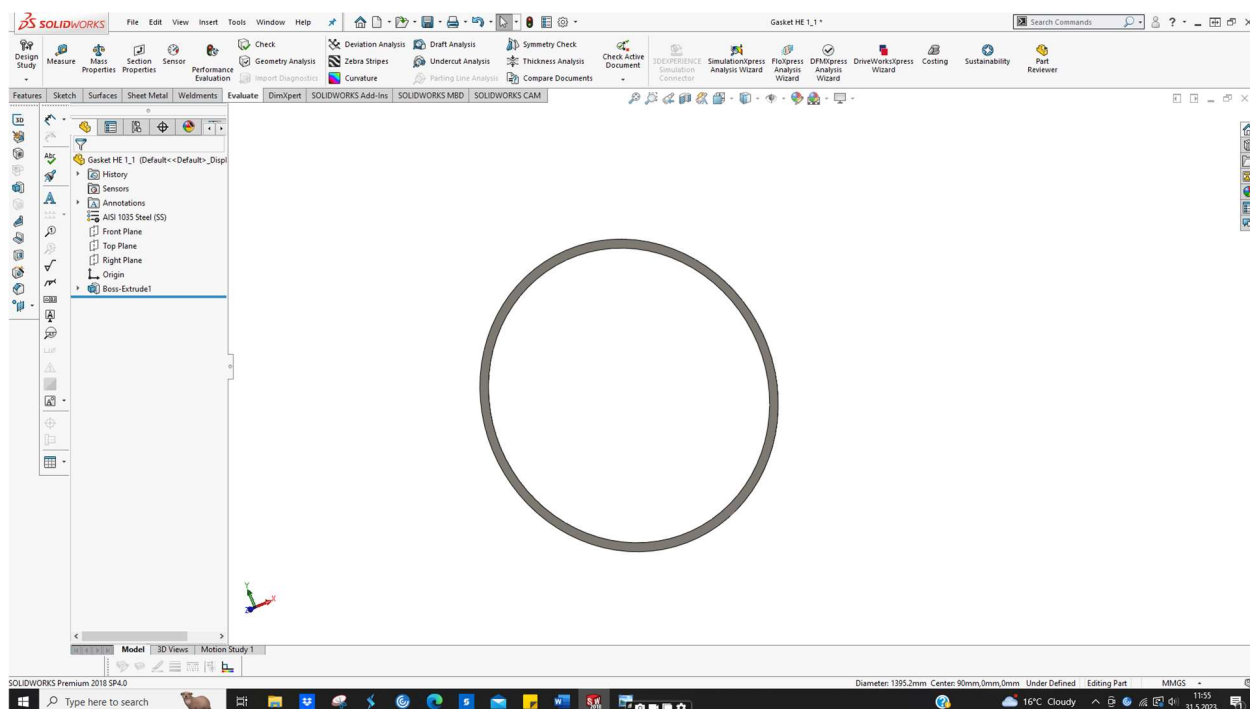 SOLIDWORKS File Edit View Insert Tools Window Help Gasket HE 1_1 * Search Commands
Design Study
Measure
Mass Properties
Section Properties
Sensor
Performance Evaluation
Check
Geometry Analysis
Import Diagnostics
Deviation Analysis
Zebra Stripes
Curvature
Draft Analysis
Undercut Analysis
Parting Line Analysis
Symmetry Check
Thickness Analysis
Compare Documents
Check Active Document
3DEXPERIENCE Simulation Connector
SimulationXpress Analysis Wizard
FloXpress Analysis Wizard
DFMXpress Analysis Wizard
DriveWorksXpress Wizard
Costing
Sustainability
Part Reviewer
Features Sketch Surfaces Sheet Metal Weldments Evaluate DimXpert SOLIDWORKS Add-Ins SOLIDWORKS MBD SOLIDWORKS CAM
Gasket HE 1_1 (Default<<Default>_Displ
History
Sensors
Annotations
AISI 1035 Steel (SS)
Front Plane
Top Plane
Right Plane
Origin
Boss-Extrude1
Y
X
Z
Model 3D Views Motion Study 1
SOLIDWORKS Premium 2018 SP4.0 Diameter: 1395.2mm Center: 90mm,0mm,0mm Under Defined Editing Part MMGS
Type here to search 16°C Cloudy 11:55
31.5.2023